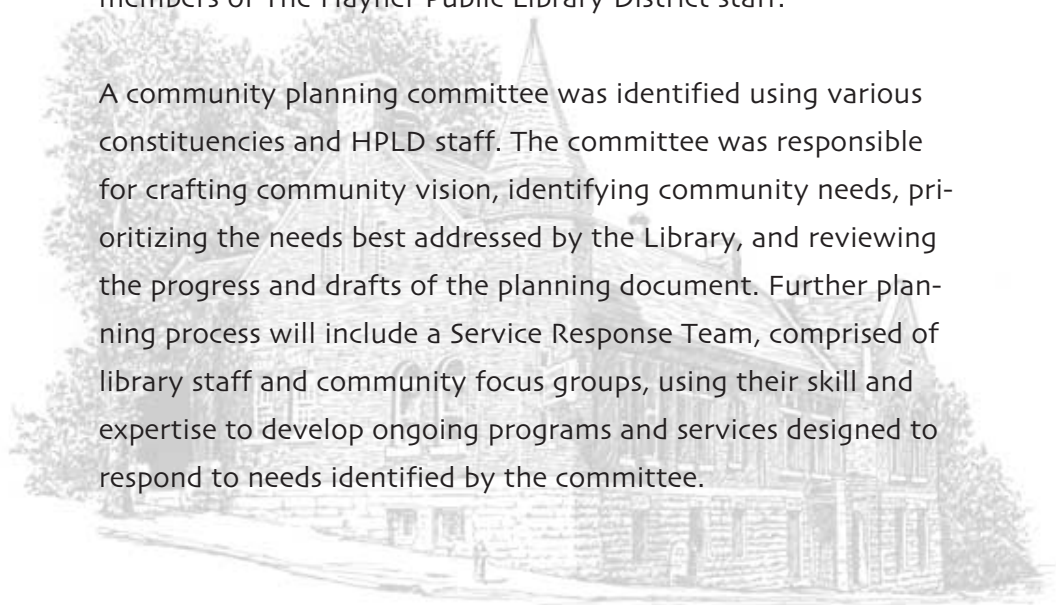 members of The Hayner Public Library District staff.
A community planning committee was identified using various
constituencies and HPLD staff. The committee was responsible
for crafting community vision, identifying community needs, pri-
oritizing the needs best addressed by the Library, and reviewing
the progress and drafts of the planning document. Further plan-
ning process will include a Service Response Team, comprised of
library staff and community focus groups, using their skill and
expertise to develop ongoing programs and services designed to
respond to needs identified by the committee.